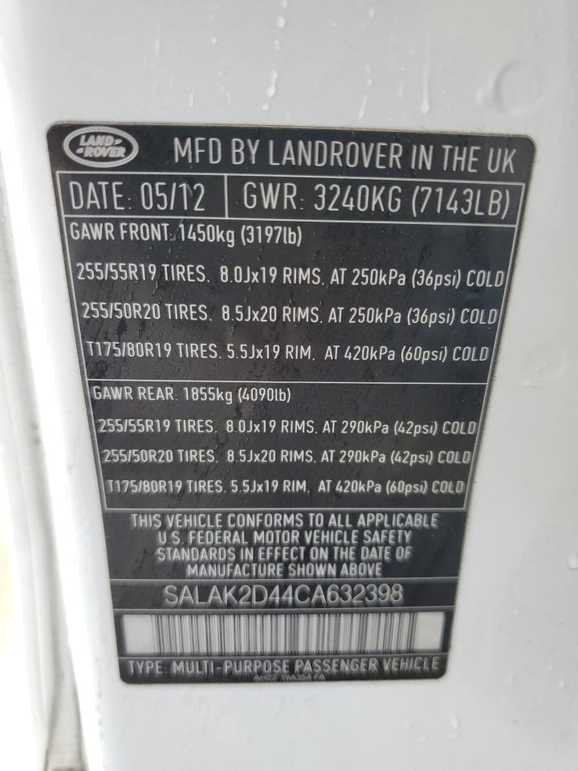 LAND ROVER
MFD BY LANDROVER IN THE UK
DATE: 05/12 GWR: 3240KG (7143LB)
GAWR FRONT: 1450kg (3197lb)
255/55R19 TIRES. 8.0Jx19 RIMS. AT 250kPa (36psi) COLD
255/50R20 TIRES. 8.5Jx20 RIMS. AT 250kPa (36psi) COLD
T175/80R19 TIRES. 5.5Jx19 RIM. AT 420kPa (60psi) COLD
GAWR REAR: 1855kg (4090lb)
255/55R19 TIRES. 8.0Jx19 RIMS. AT 290kPa (42psi) COLD
255/50R20 TIRES. 8.5Jx20 RIMS. AT 290kPa (42psi) COLD
T175/80R19 TIRES. 5.5Jx19 RIM. AT 420kPa (60psi) COLD
THIS VEHICLE CONFORMS TO ALL APPLICABLE
U.S. FEDERAL MOTOR VEHICLE SAFETY
STANDARDS IN EFFECT ON THE DATE OF
MANUFACTURE SHOWN ABOVE.
SALAK2D44CA632398
TYPE: MULTI-PURPOSE PASSENGER VEHICLE